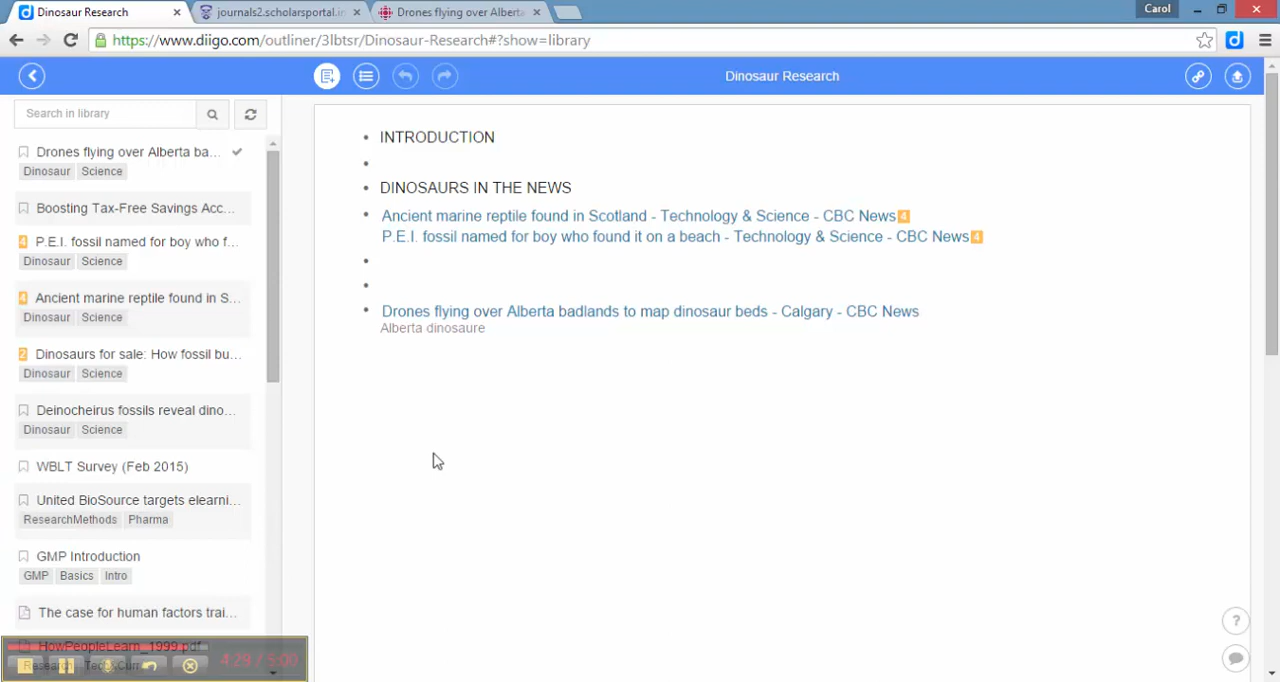 Dinosaur Research
journals2.scholarsportal.in
Drones flying over Alberta
Carol
https://www.diigo.com/outliner/3lbtsr/Dinosaur-Research#?show=library
Dinosaur Research
Search in library
Drones flying over Alberta ba...
Dinosaur Science
Boosting Tax-Free Savings Acc...
4 P.E.I. fossil named for boy who f...
Dinosaur Science
4 Ancient marine reptile found in S...
Dinosaur Science
2 Dinosaurs for sale: How fossil bu...
Dinosaur Science
Deinocheirus fossils reveal dino...
Dinosaur Science
WBLT Survey (Feb 2015)
United BioSource targets elearni...
ResearchMethods Pharma
GMP Introduction
GMP Basics Intro
The case for human factors trai...
HowPeopleLearn_1999.pdf
Research
4:29 / 5:00
INTRODUCTION
DINOSAURS IN THE NEWS
Ancient marine reptile found in Scotland - Technology & Science - CBC News 4
P.E.I. fossil named for boy who found it on a beach - Technology & Science - CBC News 4
Drones flying over Alberta badlands to map dinosaur beds - Calgary - CBC News
Alberta dinosaure
?